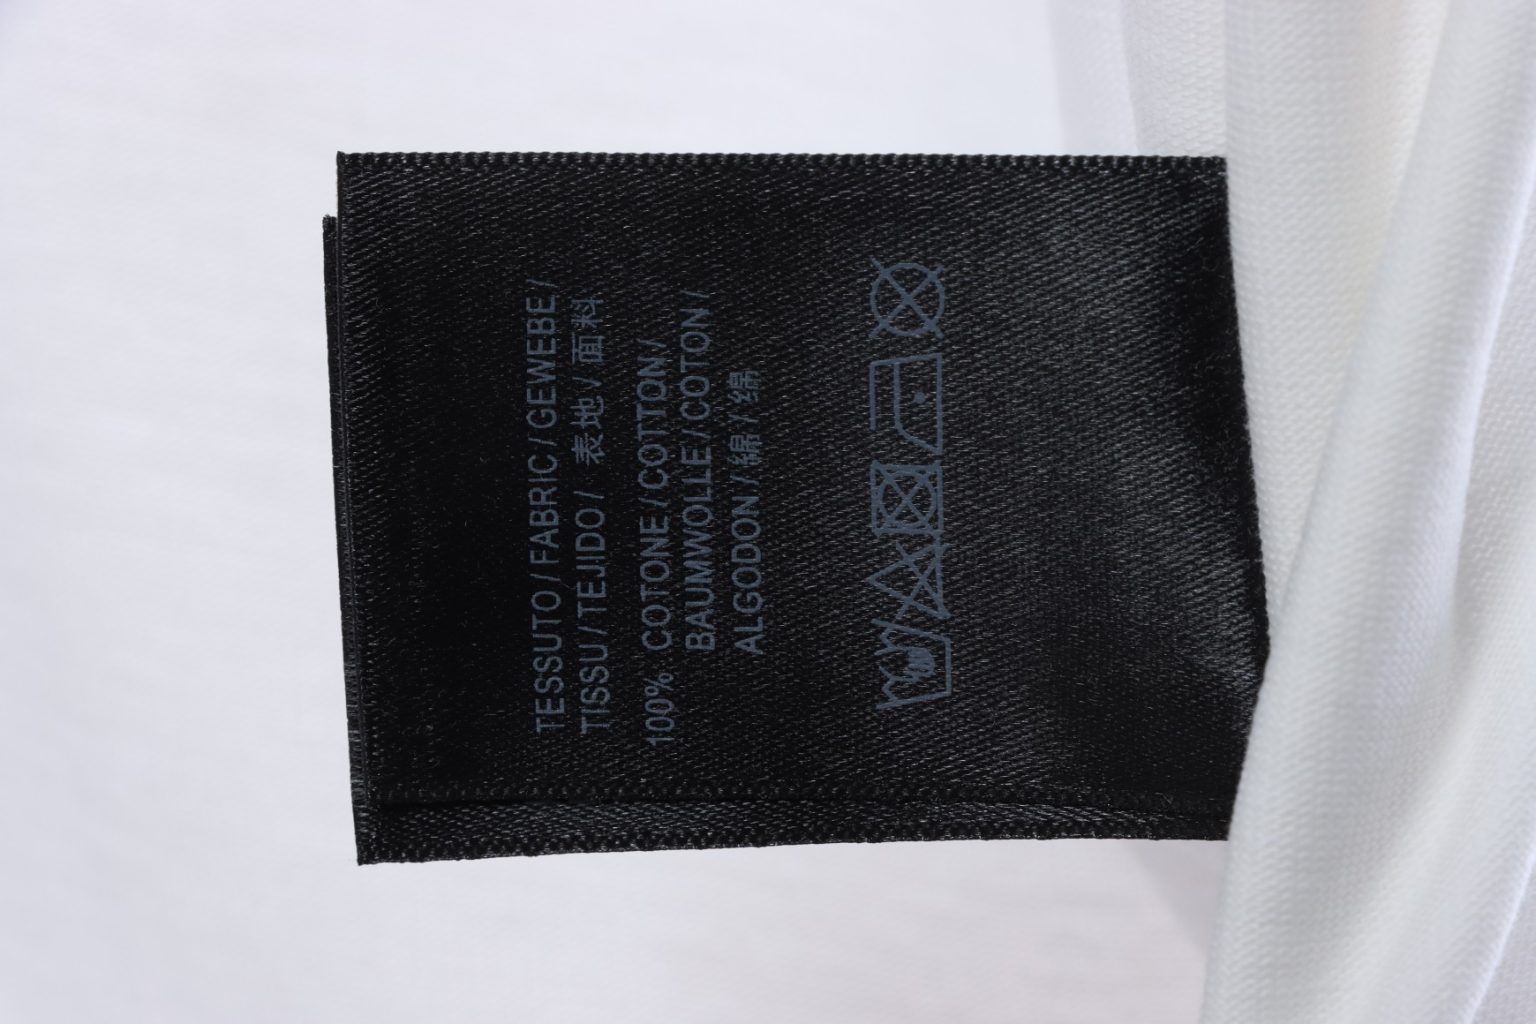 TESSUTO / FABRIC / GEWEBE /
TISSU / TEJIDO / 表地 / 面料
100% COTONE / COTTON /
BAUMWOLLE / COTON /
ALGODON / 綿 / 绵